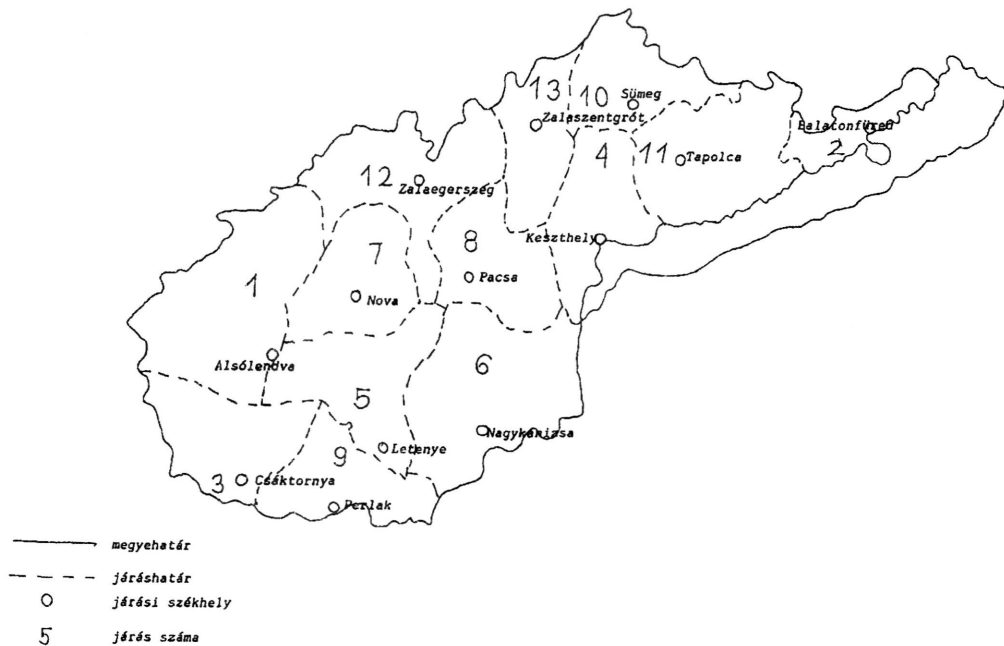 13
10
Sümeg
Zalaszentgrót
Balatonfüred
2
4
11
Tapolca
12
Zalaegerszeg
Keszthely
7
8
Pacsa
1
Nova
Alsólendva
6
5
Nagykanizsa
Letenye
9
3
Csáktornya
Perlak
megyehatár
járáshatár
járási székhely
5
járás száma